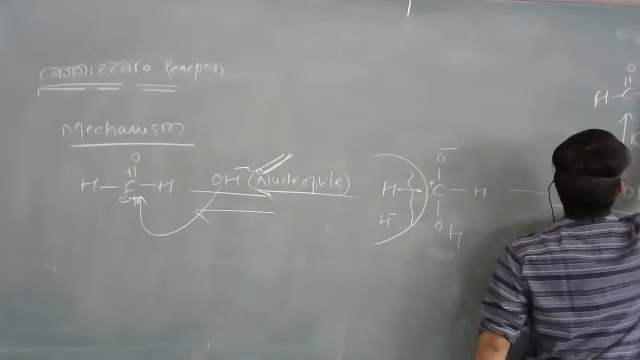 Cannizzaro Reaction
Mechanism
O
H-C-H
δ+
OH⁻ (Nucleophile)
O⁻
H-C-H
H⁻
OH
O
H-C-